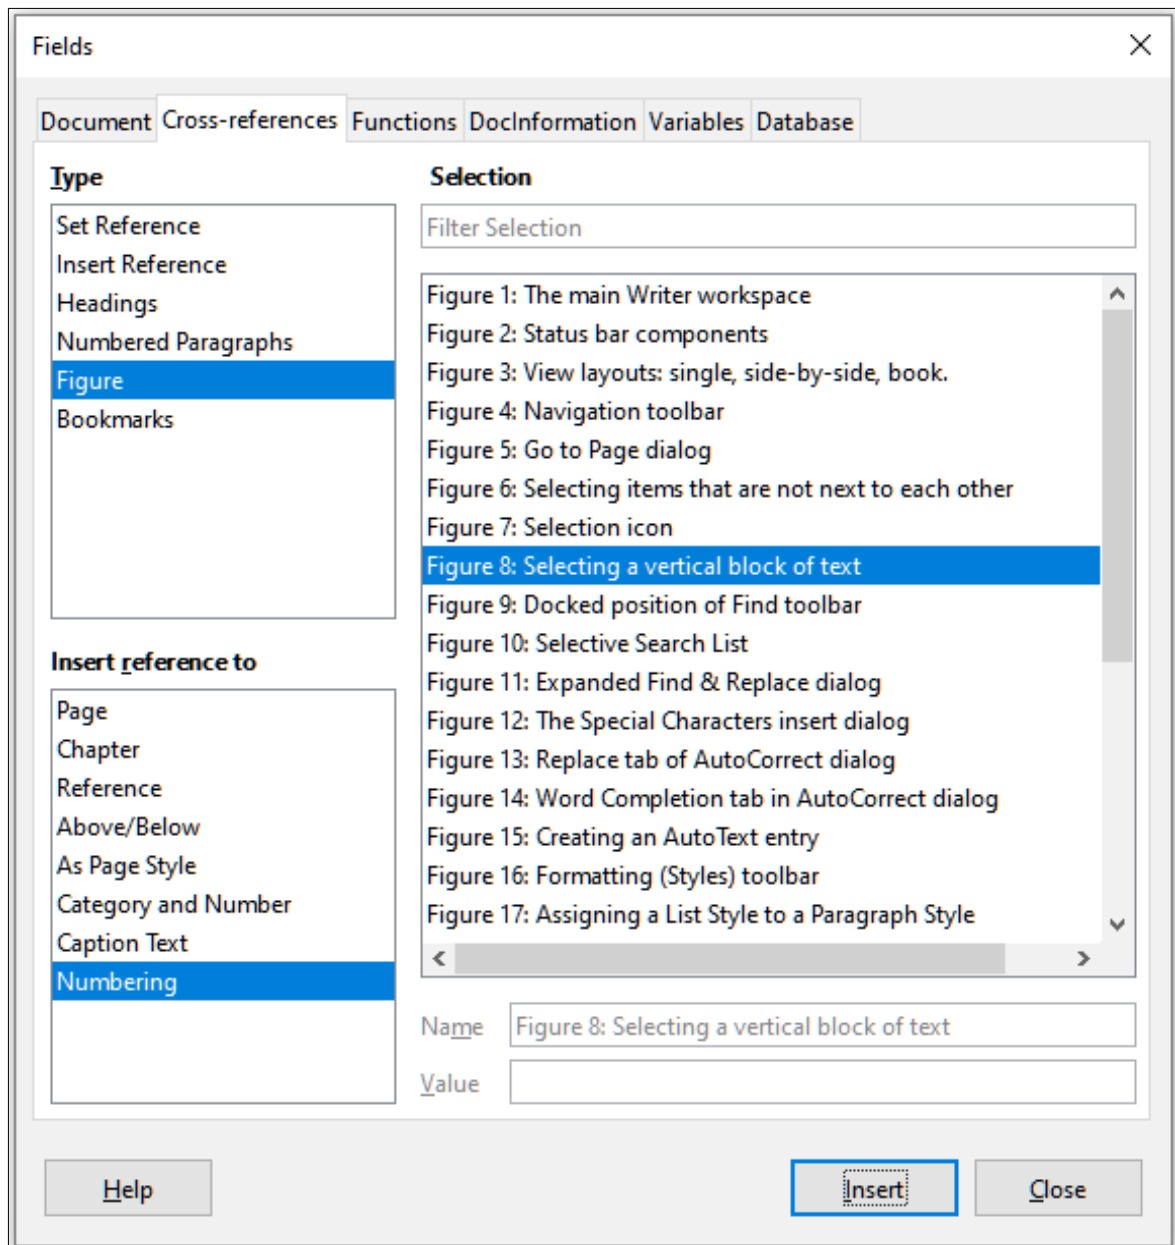 Fields
Document Cross-references Functions DocInformation Variables Database
Type
Set Reference
Insert Reference
Headings
Numbered Paragraphs
Figure
Bookmarks
Insert reference to
Page
Chapter
Reference
Above/Below
As Page Style
Category and Number
Caption Text
Numbering
Selection
Filter Selection
Figure 1: The main Writer workspace
Figure 2: Status bar components
Figure 3: View layouts: single, side-by-side, book.
Figure 4: Navigation toolbar
Figure 5: Go to Page dialog
Figure 6: Selecting items that are not next to each other
Figure 7: Selection icon
Figure 8: Selecting a vertical block of text
Figure 9: Docked position of Find toolbar
Figure 10: Selective Search List
Figure 11: Expanded Find & Replace dialog
Figure 12: The Special Characters insert dialog
Figure 13: Replace tab of AutoCorrect dialog
Figure 14: Word Completion tab in AutoCorrect dialog
Figure 15: Creating an AutoText entry
Figure 16: Formatting (Styles) toolbar
Figure 17: Assigning a List Style to a Paragraph Style
Name Figure 8: Selecting a vertical block of text
Value
Help Insert Close